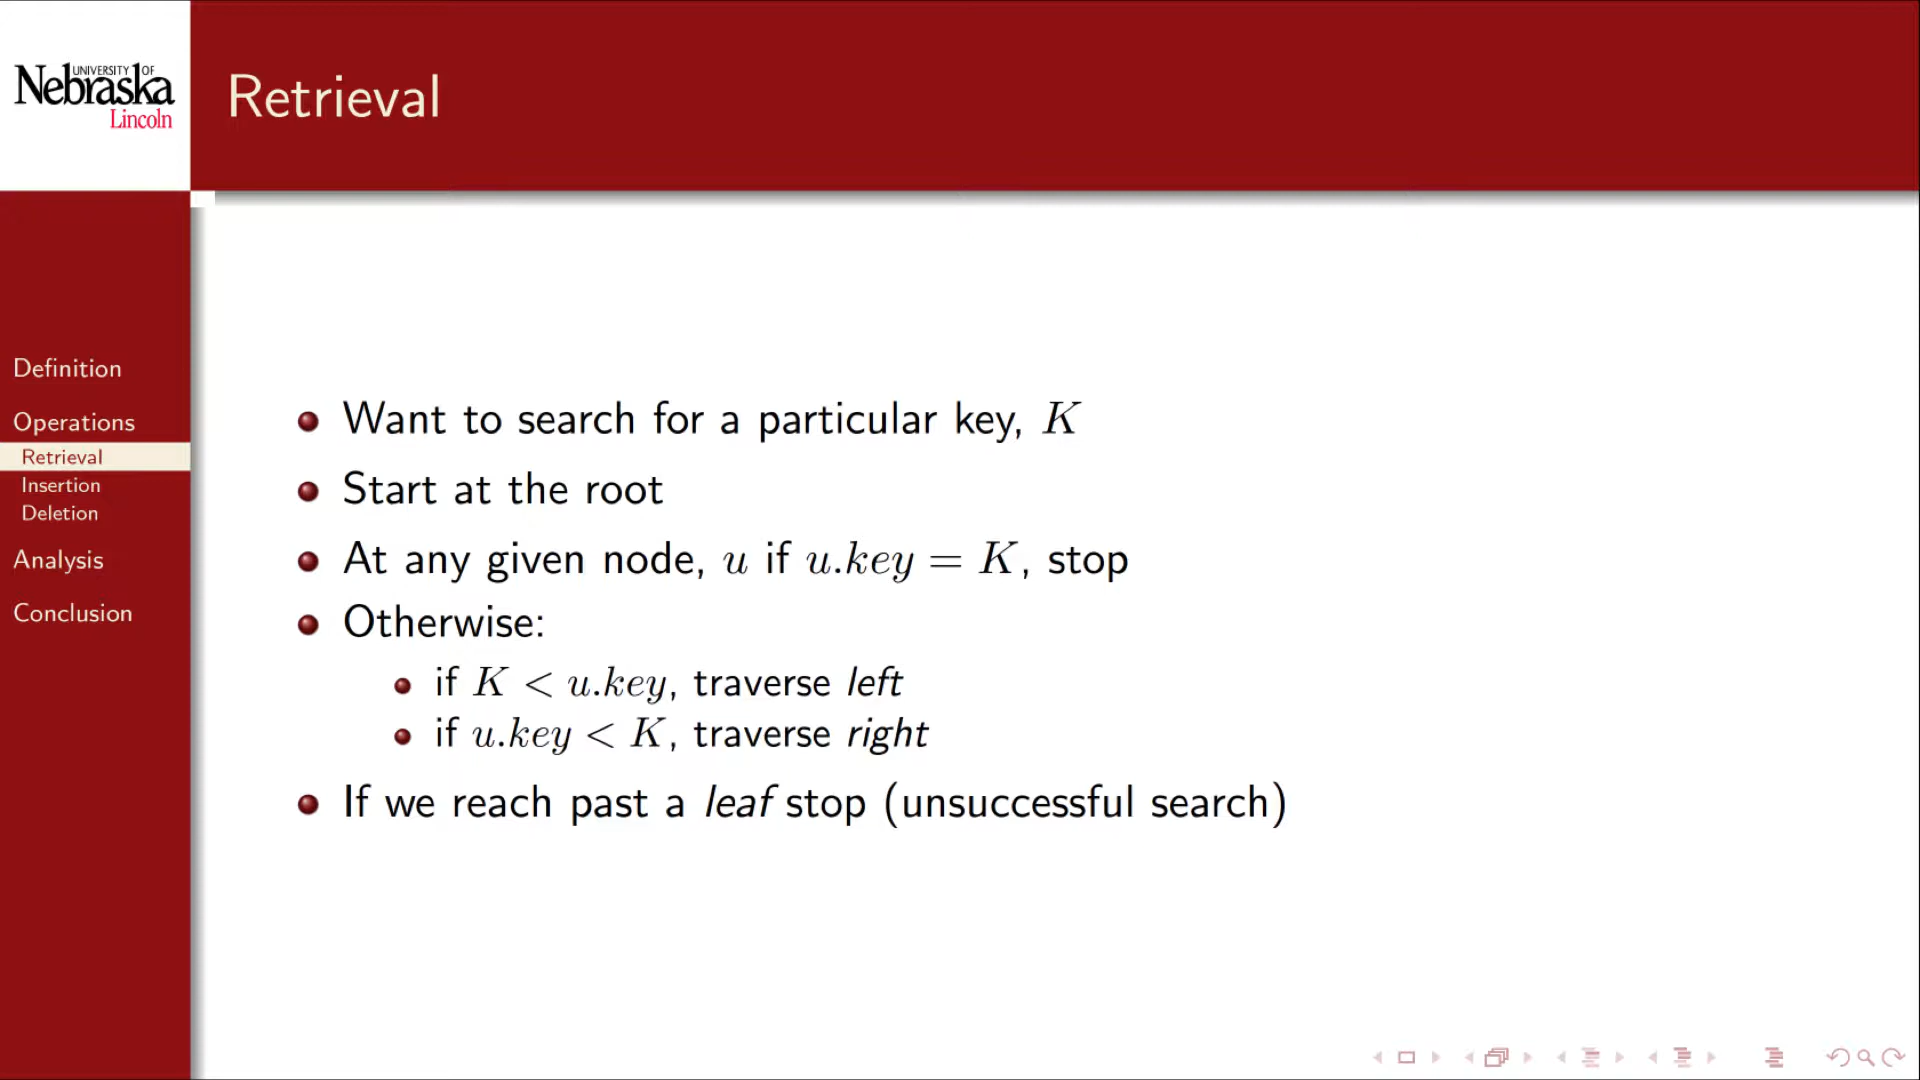 UNIVERSITY OF
Nebraska
Lincoln
Retrieval
Definition
Operations
Retrieval
Insertion
Deletion
Analysis
Conclusion
Want to search for a particular key, K
Start at the root
At any given node, u if u.key = K, stop
Otherwise:
if K < u.key, traverse left
if u.key < K, traverse right
If we reach past a leaf stop (unsuccessful search)